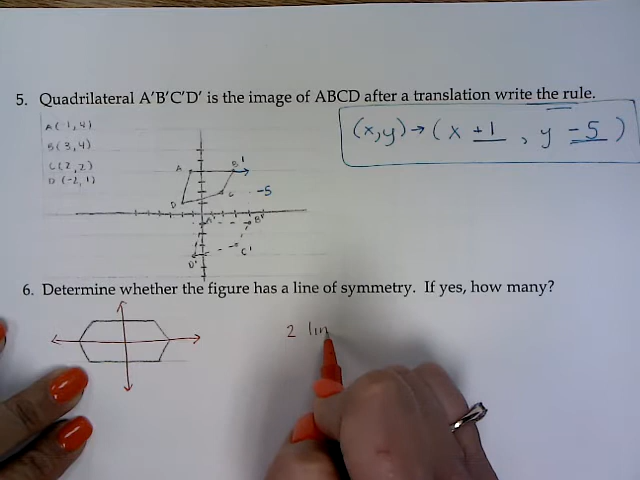 5. Quadrilateral A'B'C'D' is the image of ABCD after a translation write the rule.
A(-1,4)
B(3,4)
C(2,2)
D(-2,1)
(x,y)→(x +1, y -5)
A B'
-5
D C
A' B"
C'
D'
6. Determine whether the figure has a line of symmetry. If yes, how many?
2 lin